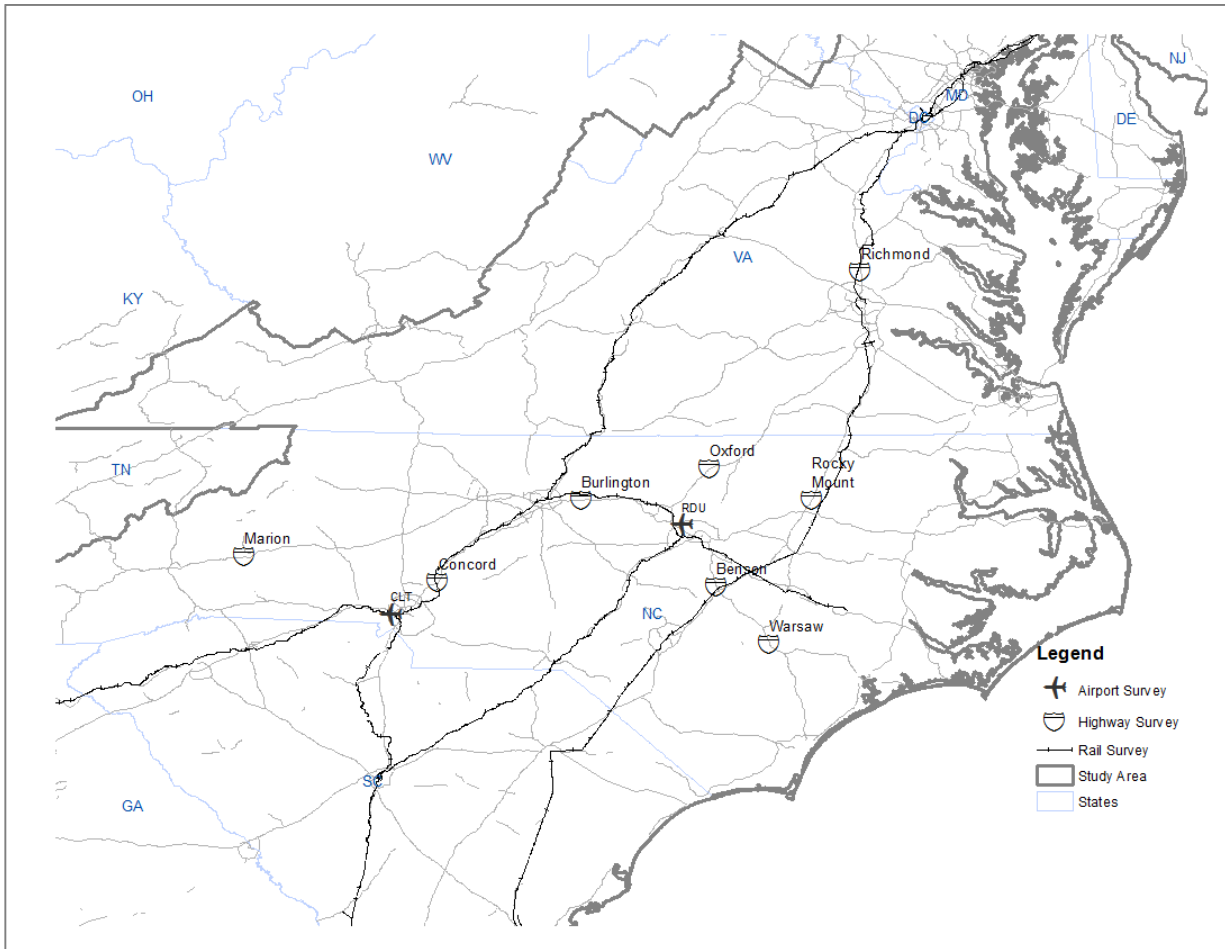 NJ
OH
MD
DC
DE
WV
VA
Richmond
KY
Oxford
Rocky
Mount
TN
Burlington
RDU
Marion
Concord
Benson
CLT
NC
Warsaw
Legend
Airport Survey
Highway Survey
Rail Survey
Study Area
States
SC
GA